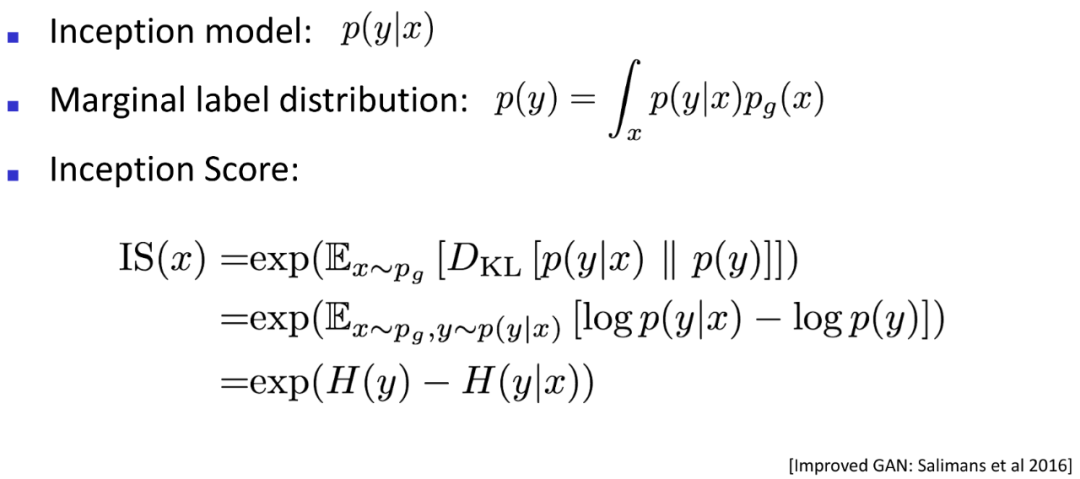 ▪ Inception model: p(y|x)
▪ Marginal label distribution: p(y) = ∫ₓ p(y|x)p_g(x)
▪ Inception Score:
IS(x) =exp(𝔼_{x∼p_g} [D_KL [p(y|x) ∥ p(y)]])
=exp(𝔼_{x∼p_g,y∼p(y|x)} [log p(y|x) − log p(y)])
=exp(H(y) − H(y|x))
[Improved GAN: Salimans et al 2016]